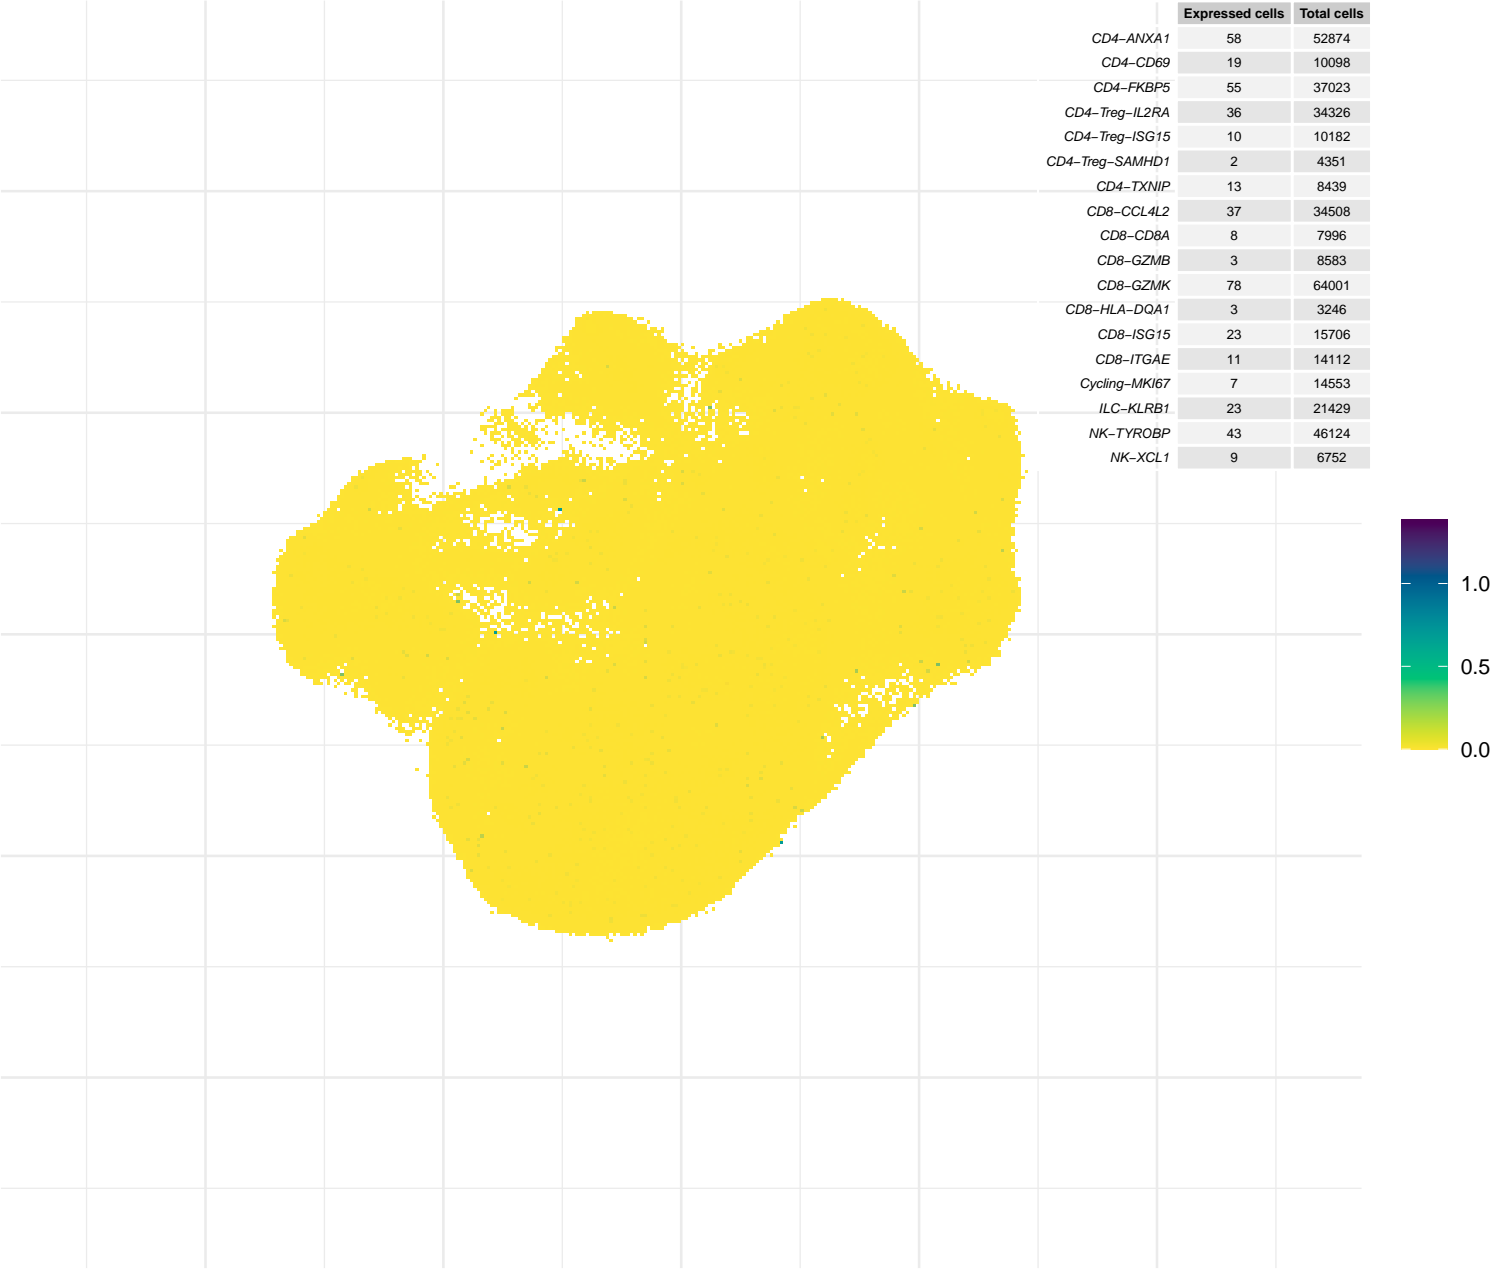 Expressed cells Total cells
CD4−ANXA1 58 52874
CD4−CD69 19 10098
CD4−FKBP5 55 37023
CD4−Treg−IL2RA 36 34326
CD4−Treg−ISG15 10 10182
CD4−Treg−SAMHD1 2 4351
CD4−TXNIP 13 8439
CD8−CCL4L2 37 34508
CD8−CD8A 8 7996
CD8−GZMB 3 8583
CD8−GZMK 78 64001
CD8−HLA−DQA1 3 3246
CD8−ISG15 23 15706
CD8−ITGAE 11 14112
Cycling−MKI67 7 14553
ILC−KLRB1 23 21429
NK−TYROBP 43 46124
NK−XCL1 9 6752
1.0
0.5
0.0